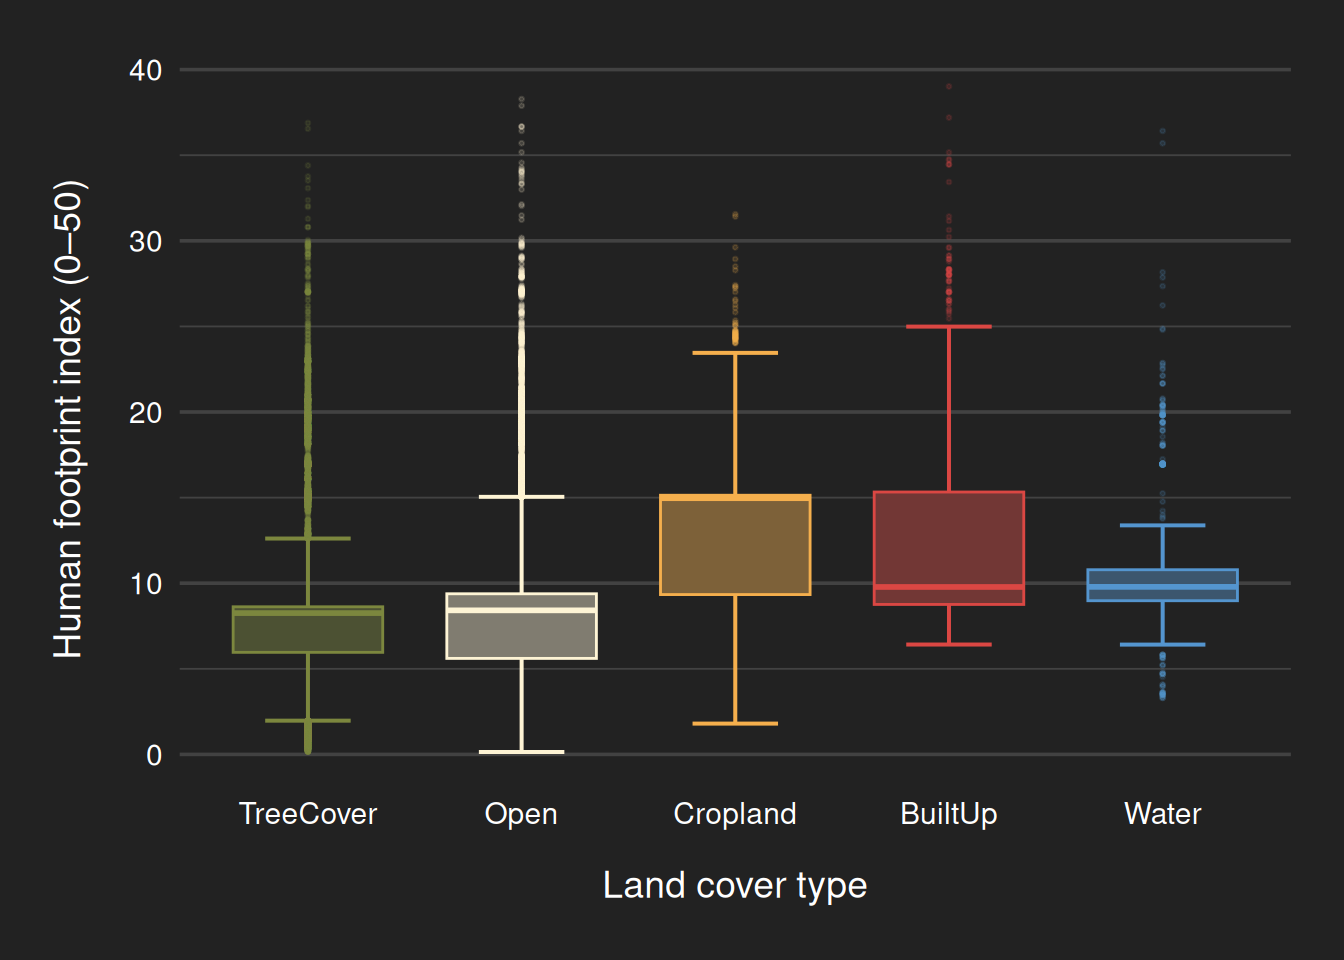 Human footprint index (0–50)
40
30
20
10
0
TreeCover
Open
Cropland
BuiltUp
Water
Land cover type